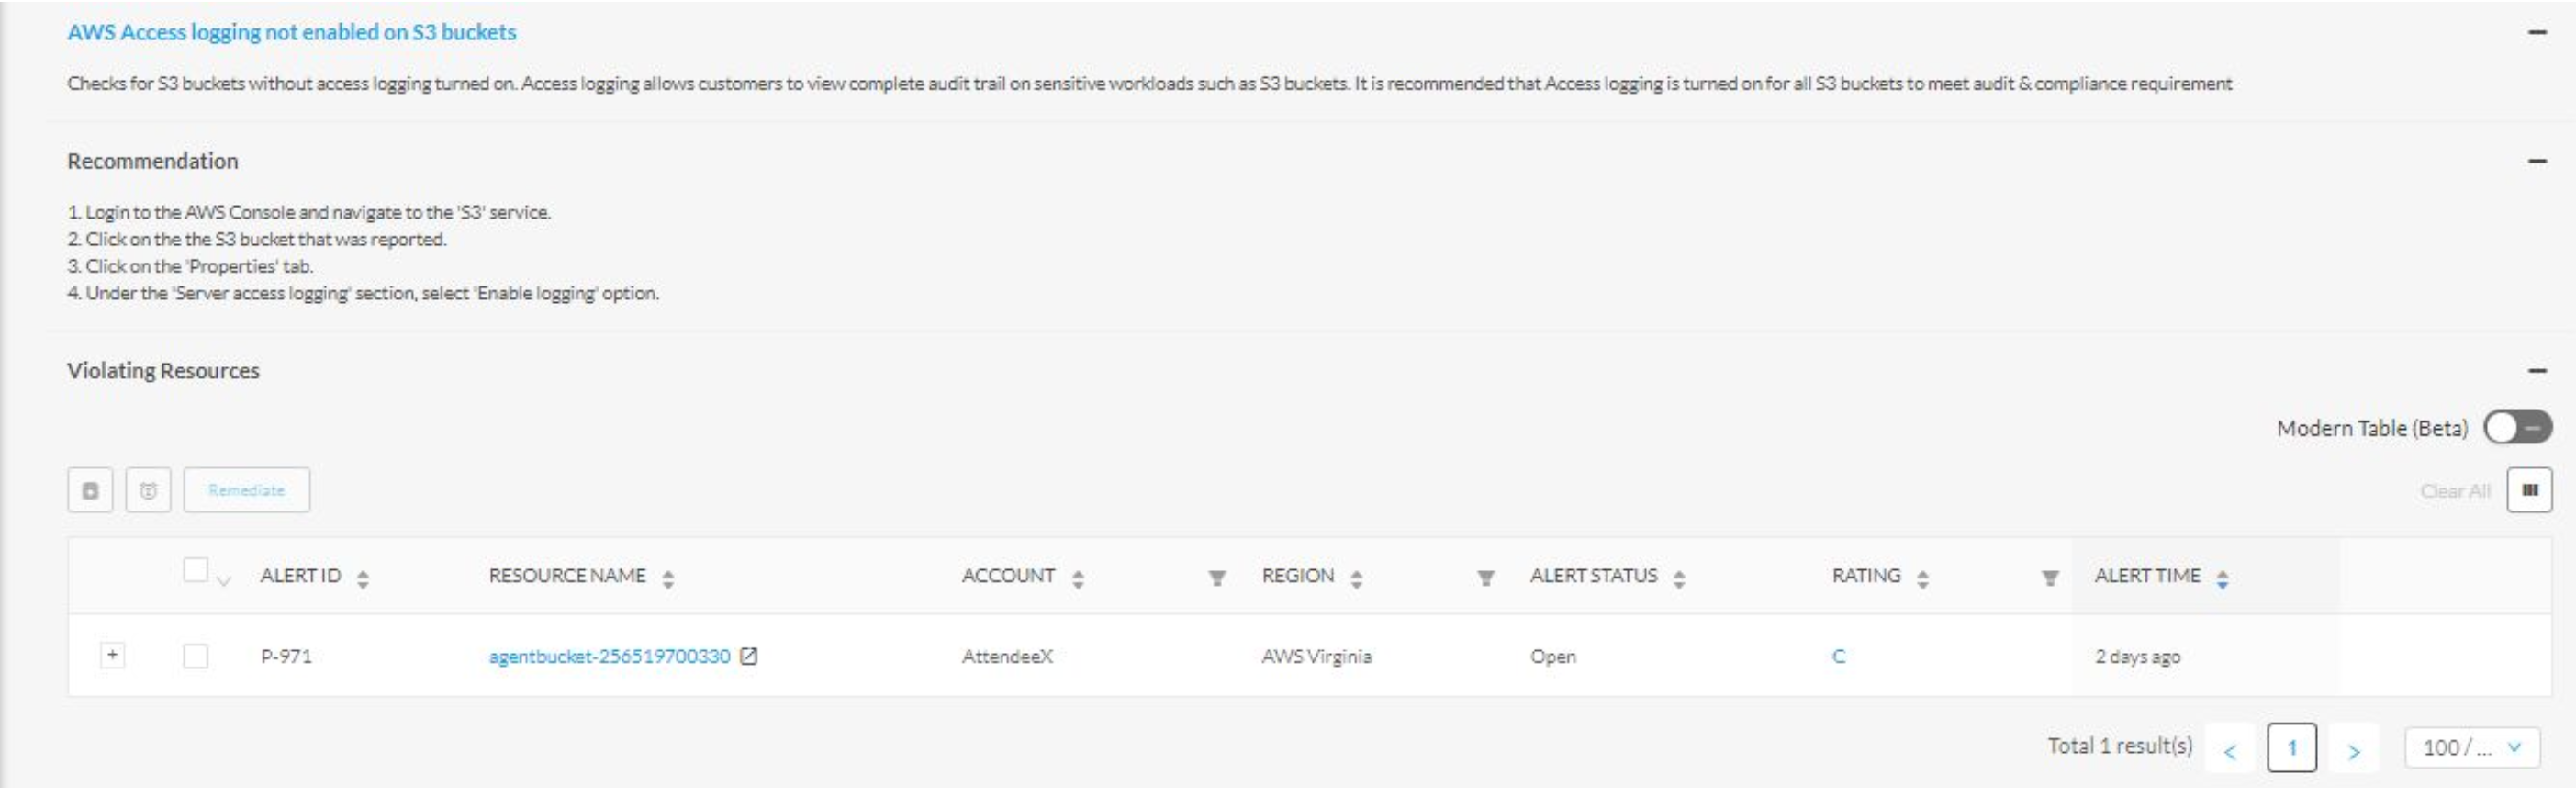 AWS Access logging not enabled on S3 buckets
Checks for S3 buckets without access logging turned on. Access logging allows customers to view complete audit trail on sensitive workloads such as S3 buckets. It is recommended that Access logging is turned on for all S3 buckets to meet audit & compliance requirement
Recommendation
1. Login to the AWS Console and navigate to the 'S3' service.
2. Click on the the S3 bucket that was reported.
3. Click on the 'Properties' tab.
4. Under the 'Server access logging' section, select 'Enable logging' option.
Violating Resources
Modern Table (Beta)
Remediate
Clear All
ALERT ID RESOURCE NAME ACCOUNT REGION ALERT STATUS RATING ALERT TIME
P-971 agentbucket-256519700330 AttendeeX AWS Virginia Open C 2 days ago
Total 1 result(s) < 1 > 100 / ...